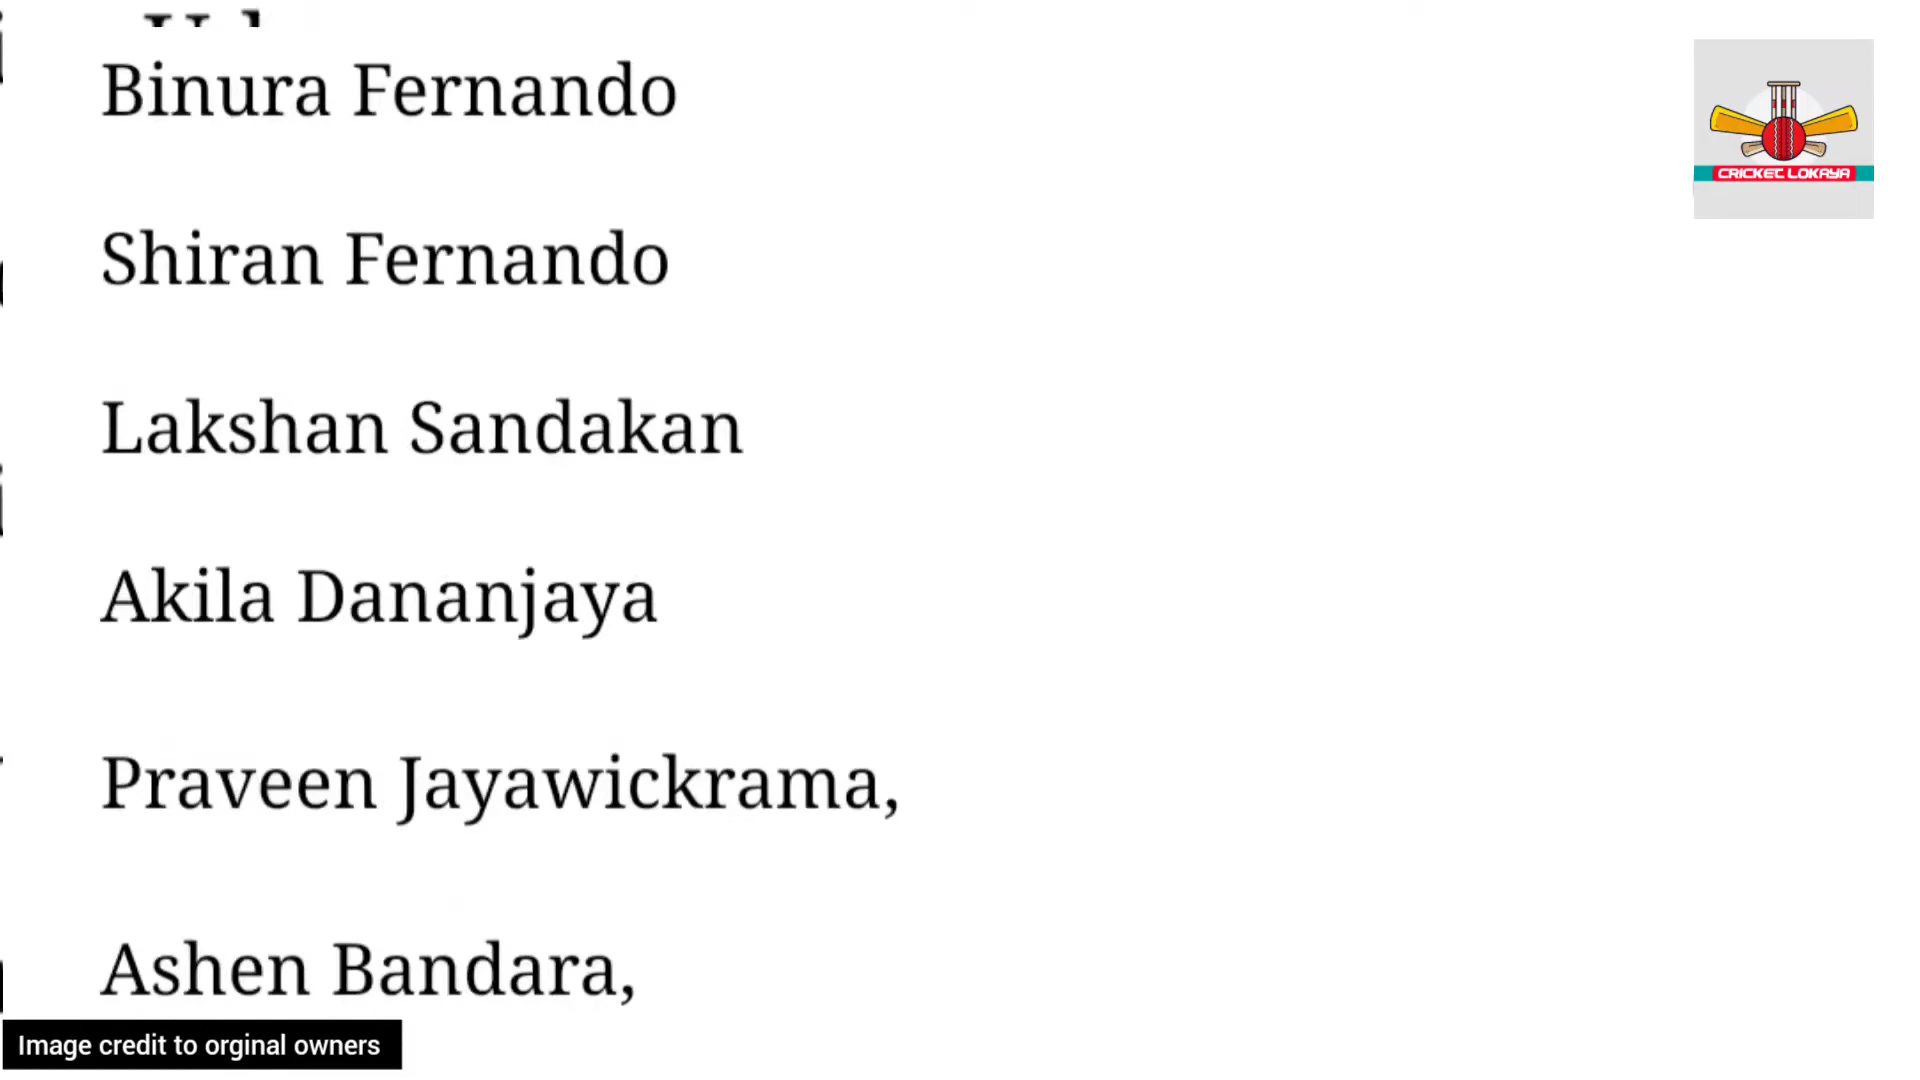 Binura Fernando
CRICKET LOKAYA
Shiran Fernando
Lakshan Sandakan
Akila Dananjaya
Praveen Jayawickrama,
Ashen Bandara,
Image credit to orginal owners